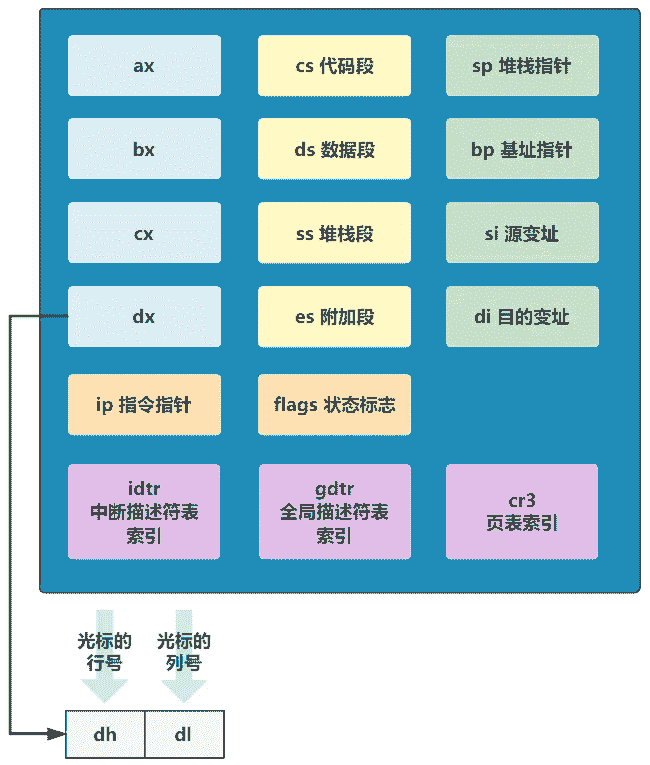 ax
cs 代码段
sp 堆栈指针
bx
ds 数据段
bp 基址指针
cx
ss 堆栈段
si 源变址
dx
es 附加段
di 目的变址
ip 指令指针
flags 状态标志
idtr
中断描述符表
索引
gdtr
全局描述符表
索引
cr3
页表索引
光标的
行号
光标的
列号
dh
dl